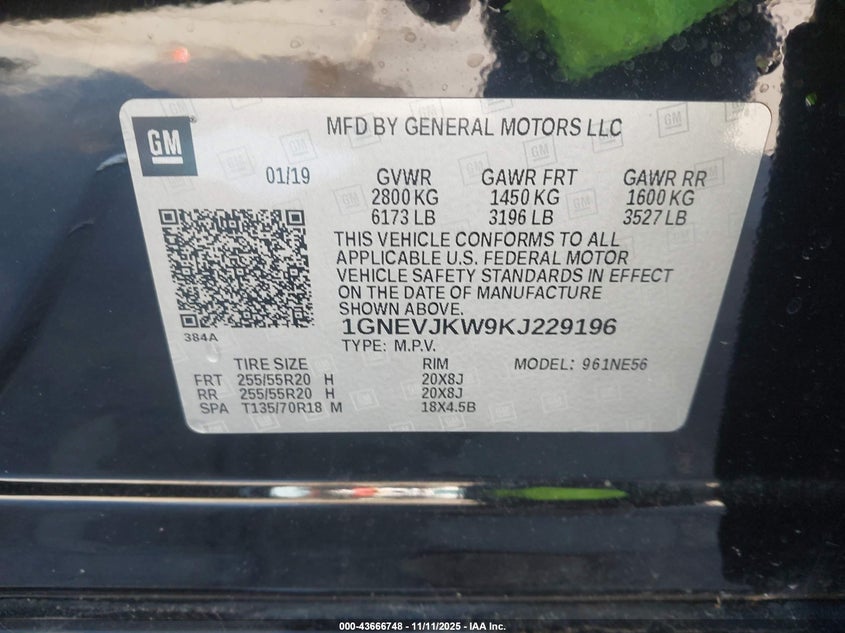 GM
MFD BY GENERAL MOTORS LLC
01/19
GVWR GAWR FRT GAWR RR
2800 KG 1450 KG 1600 KG
6173 LB 3196 LB 3527 LB
THIS VEHICLE CONFORMS TO ALL
APPLICABLE U.S. FEDERAL MOTOR
VEHICLE SAFETY STANDARDS IN EFFECT
ON THE DATE OF MANUFACTURE
SHOWN ABOVE.
384A
1GNEVJKW9KJ229196
TYPE: M.P.V.
TIRE SIZE RIM MODEL: 961NE56
FRT 255/55R20 H 20X8J
RR 255/55R20 H 20X8J
SPA T135/70R18 M 18X4.5B
000-43666748 - 11/11/2025 - IAA Inc.